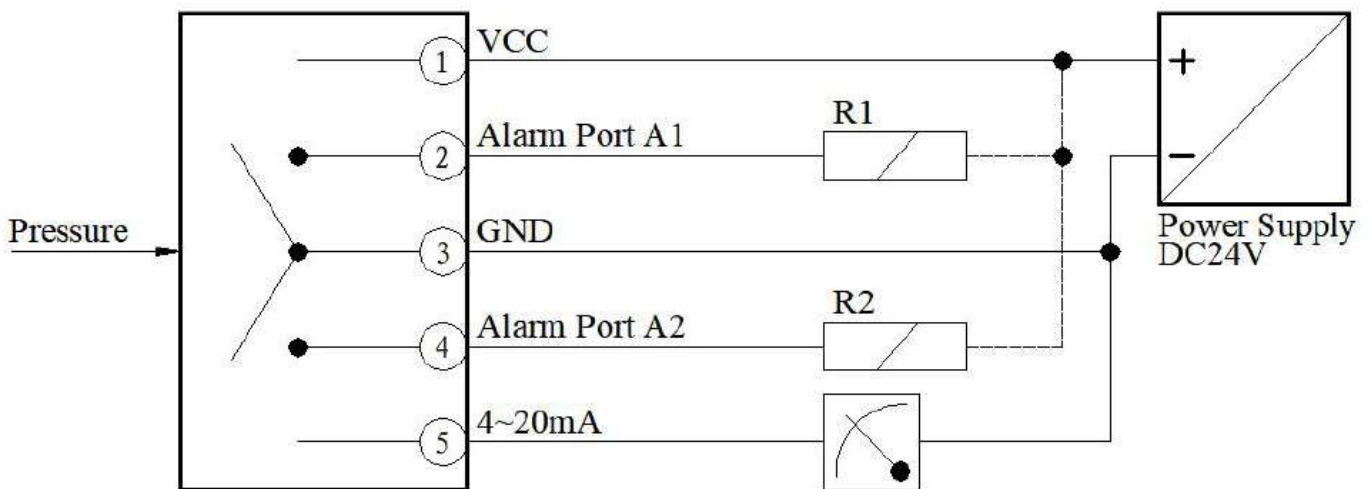 VCC
1
+
R1
Alarm Port A1
2
−
Pressure
GND
3
Power Supply
DC24V
R2
Alarm Port A2
4
4~20mA
5